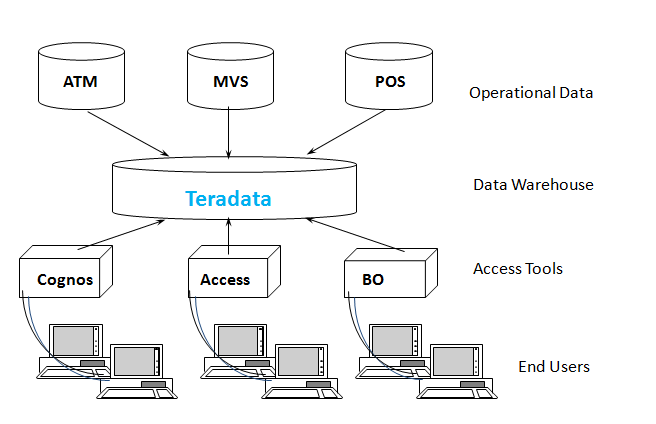 ATM
MVS
POS
Operational Data
Teradata
Data Warehouse
Cognos
Access
BO
Access Tools
End Users